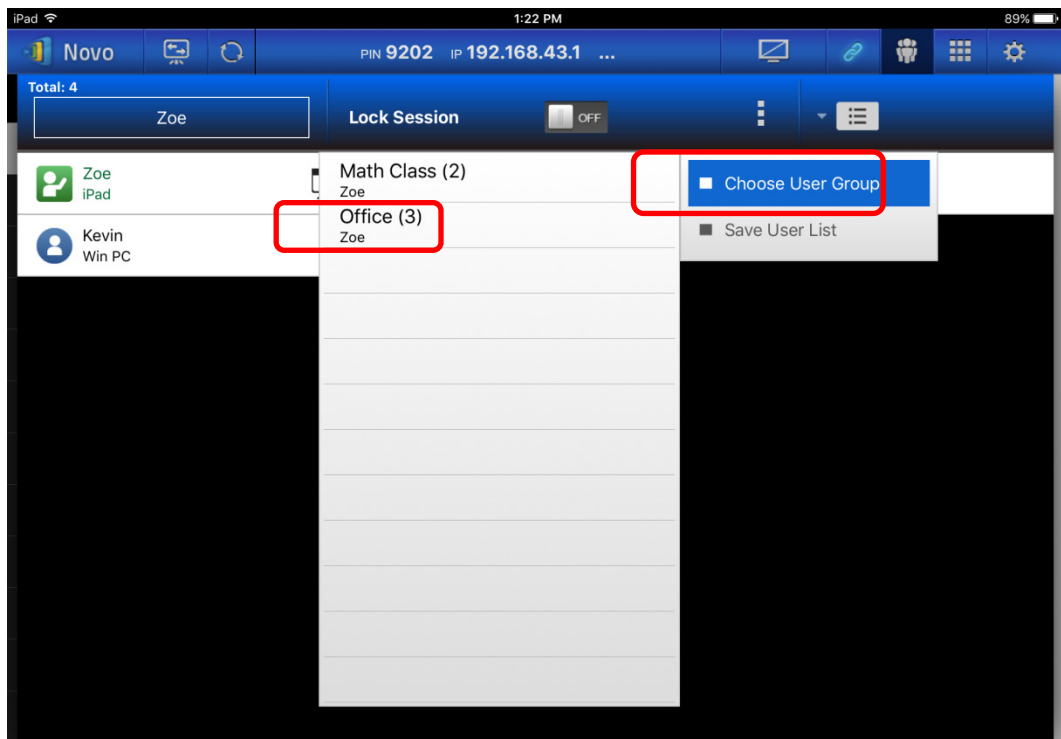 iPad 1:22 PM 89%
Novo PIN 9202 IP 192.168.43.1 ...
Total: 4
Zoe Lock Session OFF
Zoe
iPad
Kevin
Win PC
Math Class (2)
Zoe
Office (3)
Zoe
Choose User Group
Save User List